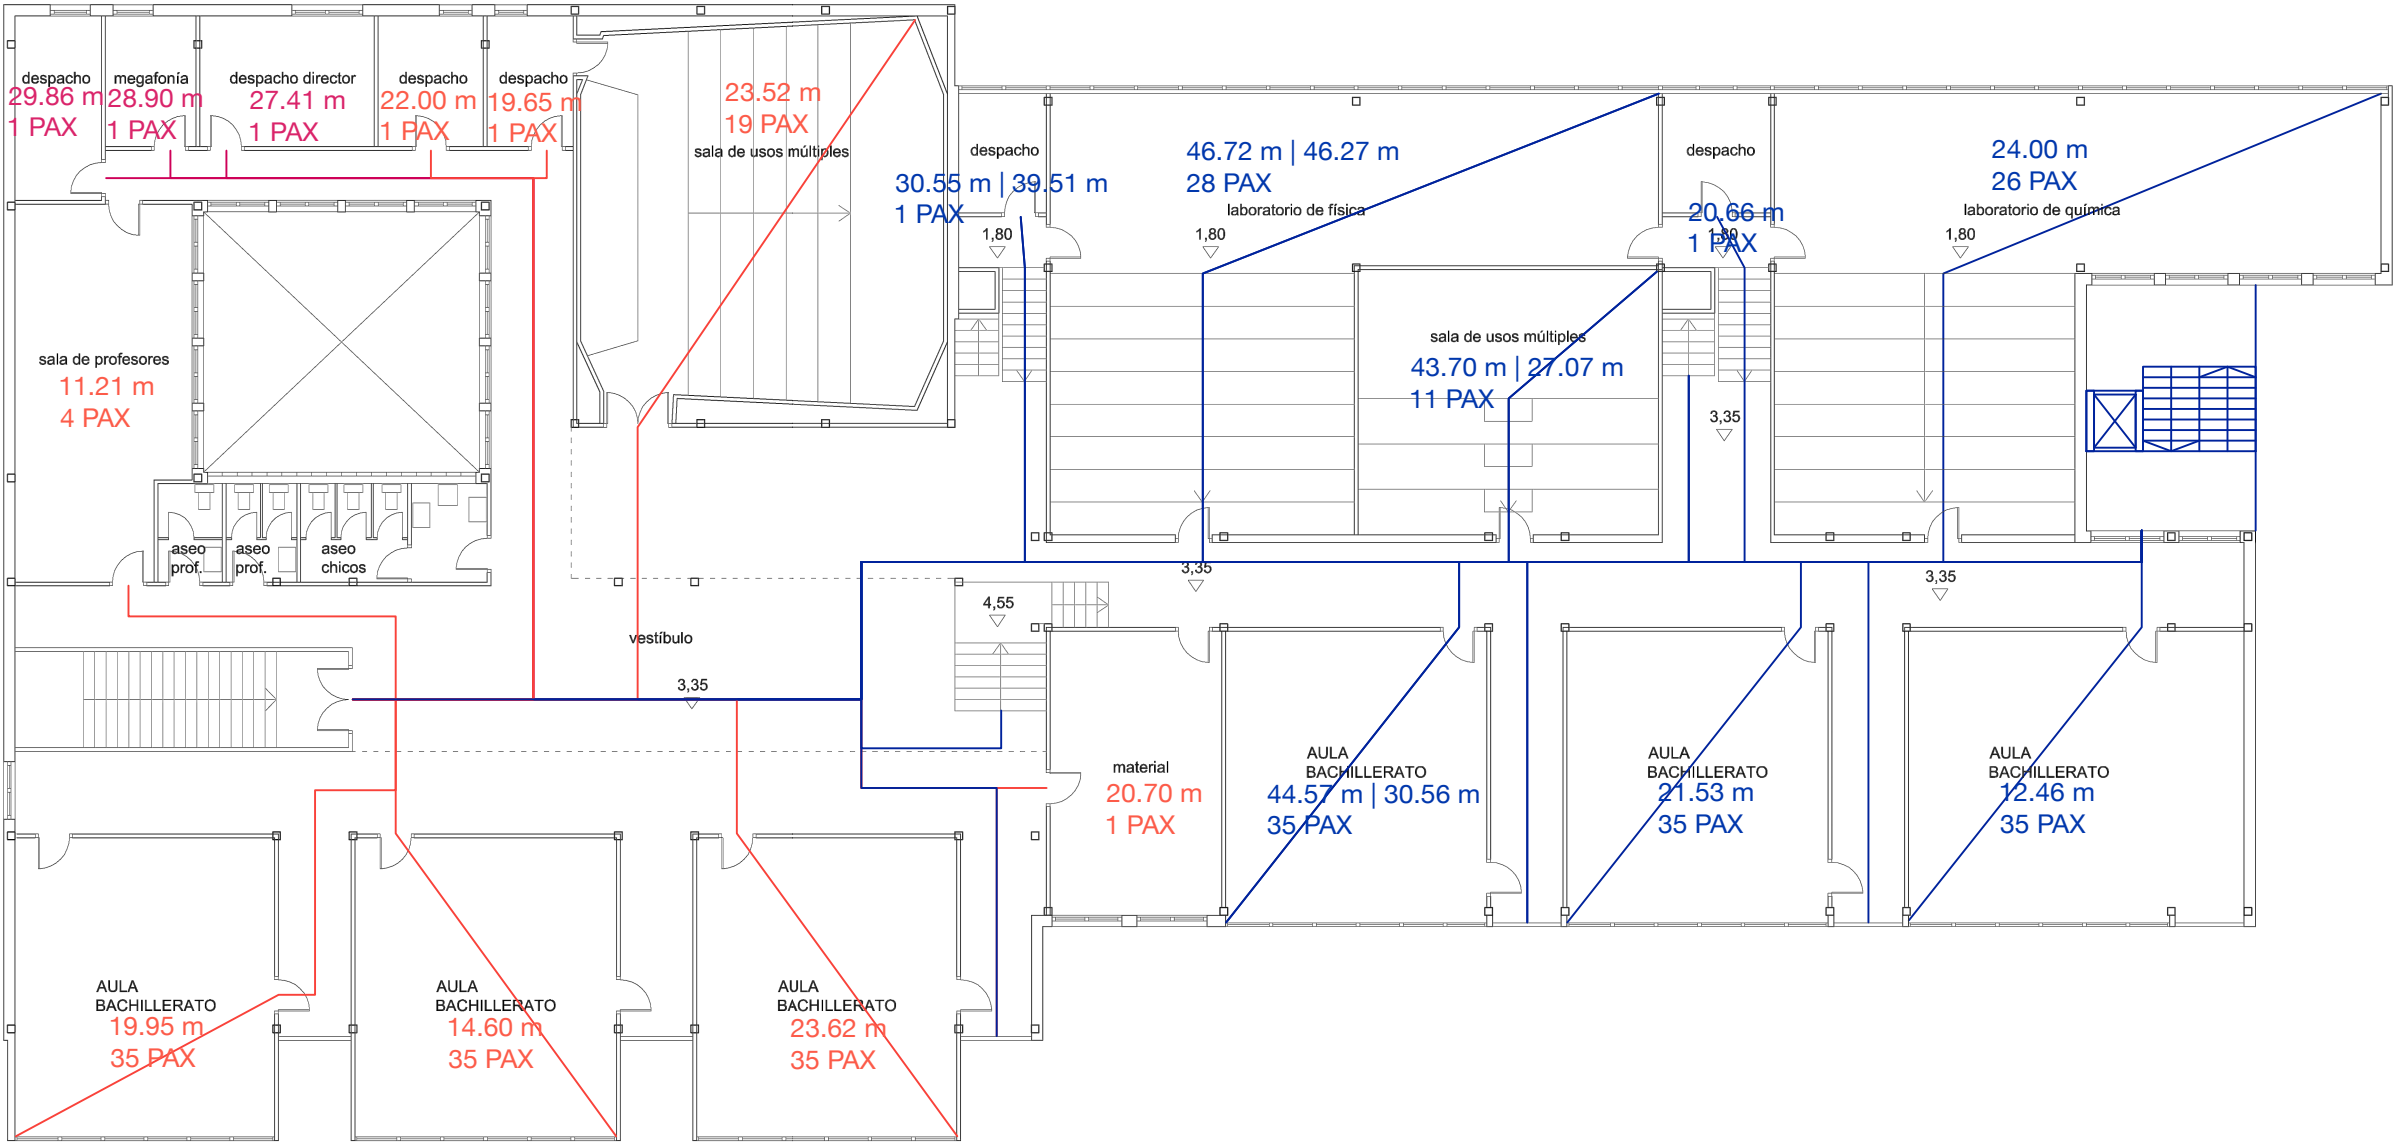 despacho
29.86 m
1 PAX
megafonía
28.90 m
1 PAX
despacho director
27.41 m
1 PAX
despacho
22.00 m
1 PAX
despacho
19.65 m
1 PAX
23.52 m
19 PAX
sala de usos múltiples
despacho
30.55 m | 39.51 m
1 PAX
1,80
46.72 m | 46.27 m
28 PAX
laboratorio de física
1,80
despacho
20.66 m
1 PAX
1,80
24.00 m
26 PAX
laboratorio de química
1,80
sala de profesores
11.21 m
4 PAX
sala de usos múltiples
43.70 m | 27.07 m
11 PAX
3,35
aseo
prof.
aseo
prof.
aseo
chicos
3,35
3,35
4,55
vestíbulo
3,35
material
20.70 m
1 PAX
AULA
BACHILLERATO
44.57 m | 30.56 m
35 PAX
AULA
BACHILLERATO
21.53 m
35 PAX
AULA
BACHILLERATO
12.46 m
35 PAX
AULA
BACHILLERATO
19.95 m
35 PAX
AULA
BACHILLERATO
14.60 m
35 PAX
AULA
BACHILLERATO
23.62 m
35 PAX